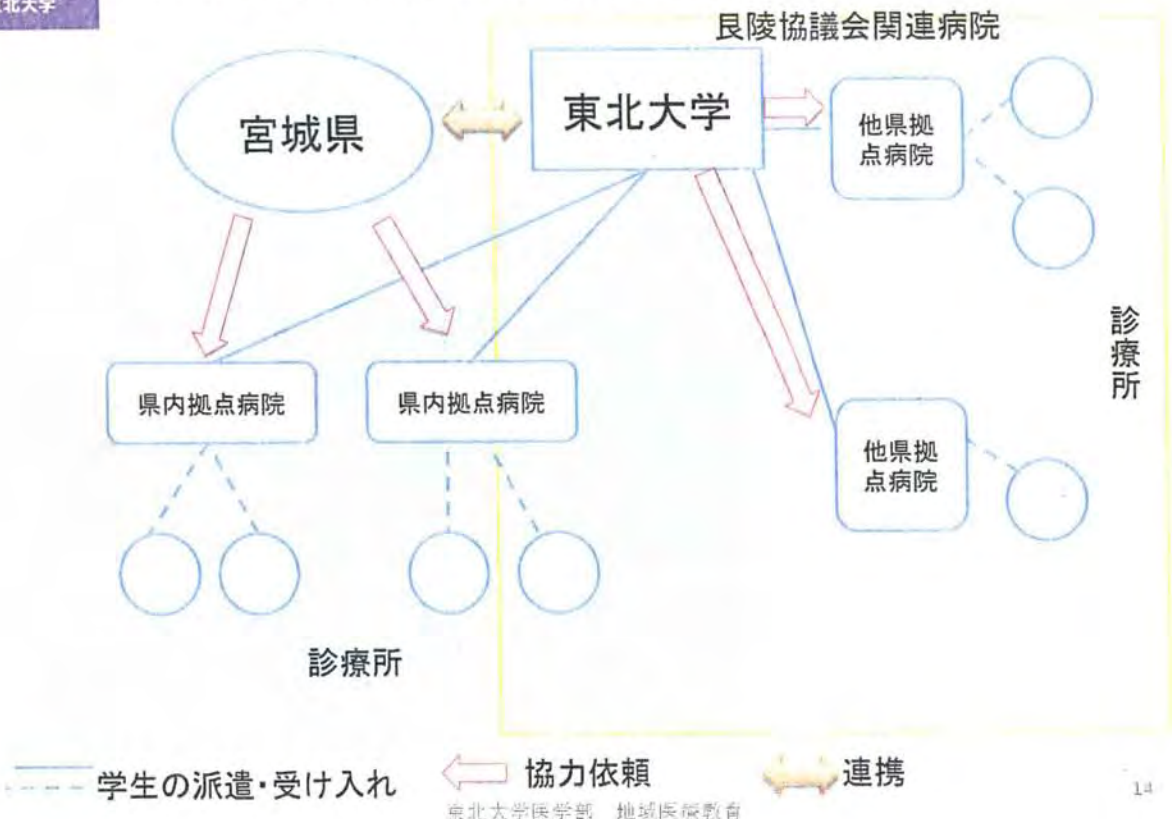 東北大学
艮陵協議会関連病院
宮城県
東北大学
他県拠
点病院
診療所
県内拠点病院
県内拠点病院
他県拠
点病院
診療所
学生の派遣・受け入れ
協力依頼
連携
東北大学医学部　地域医療教育
14